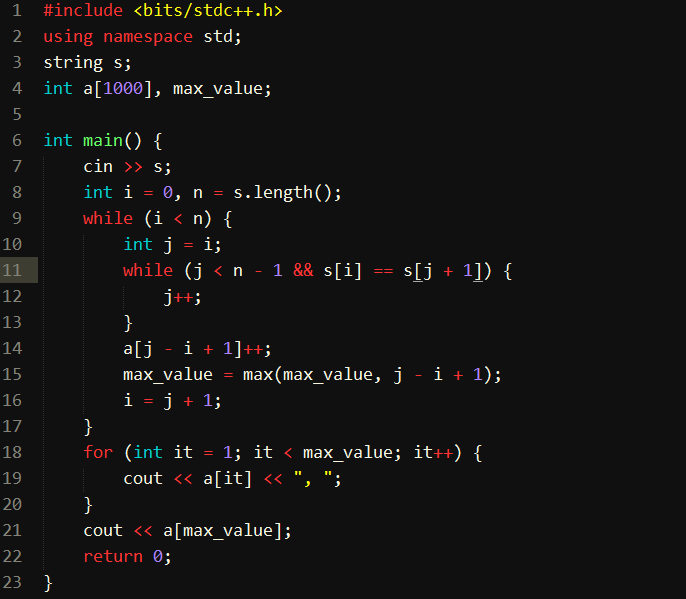 1 #include <bits/stdc++.h>
2 using namespace std;
3 string s;
4 int a[1000], max_value;
5
6 int main() {
7     cin >> s;
8     int i = 0, n = s.length();
9     while (i < n) {
10         int j = i;
11         while (j < n - 1 && s[i] == s[j + 1]) {
12             j++;
13         }
14         a[j - i + 1]++;
15         max_value = max(max_value, j - i + 1);
16         i = j + 1;
17     }
18     for (int it = 1; it < max_value; it++) {
19         cout << a[it] << ", ";
20     }
21     cout << a[max_value];
22     return 0;
23 }